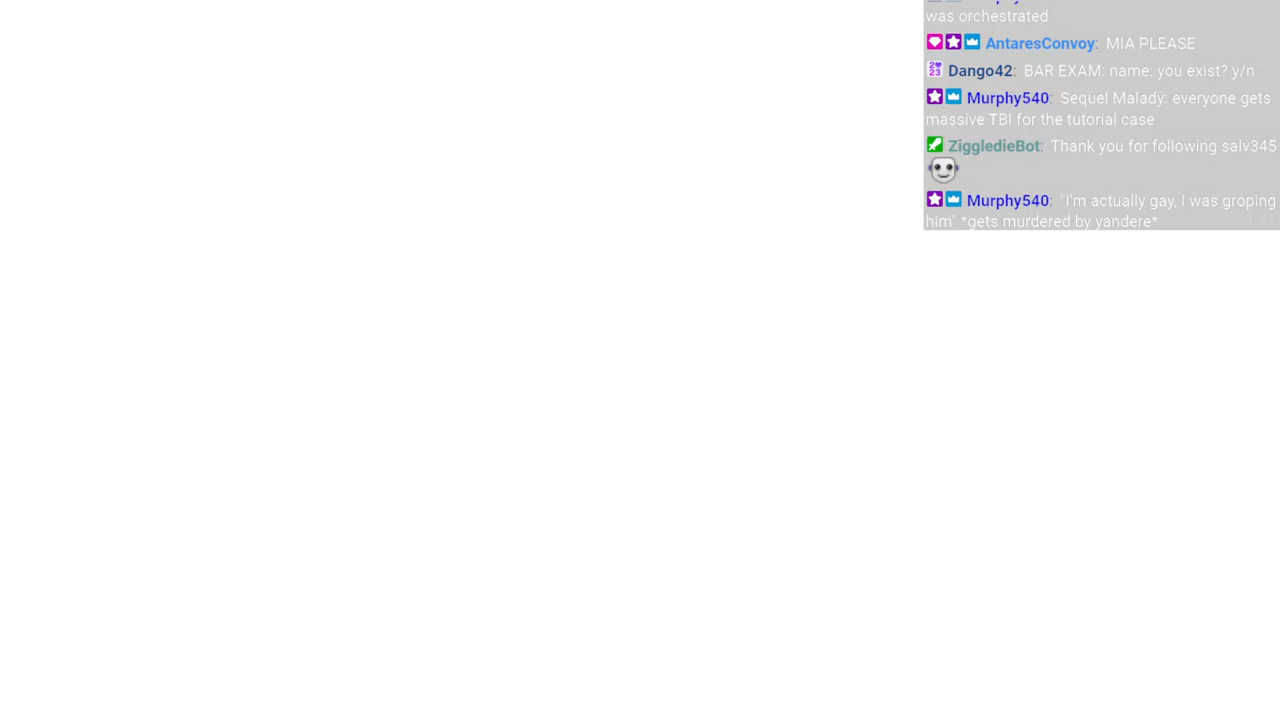 was orchestrated
AntaresConvoy: MIA PLEASE
Dango42: BAR EXAM: name: you exist? y/n
Murphy540: Sequel Malady: everyone gets
massive TBI for the tutorial case
ZiggledieBot: Thank you for following salv345
Murphy540: "I'm actually gay, I was groping
him" *gets murdered by yandere*